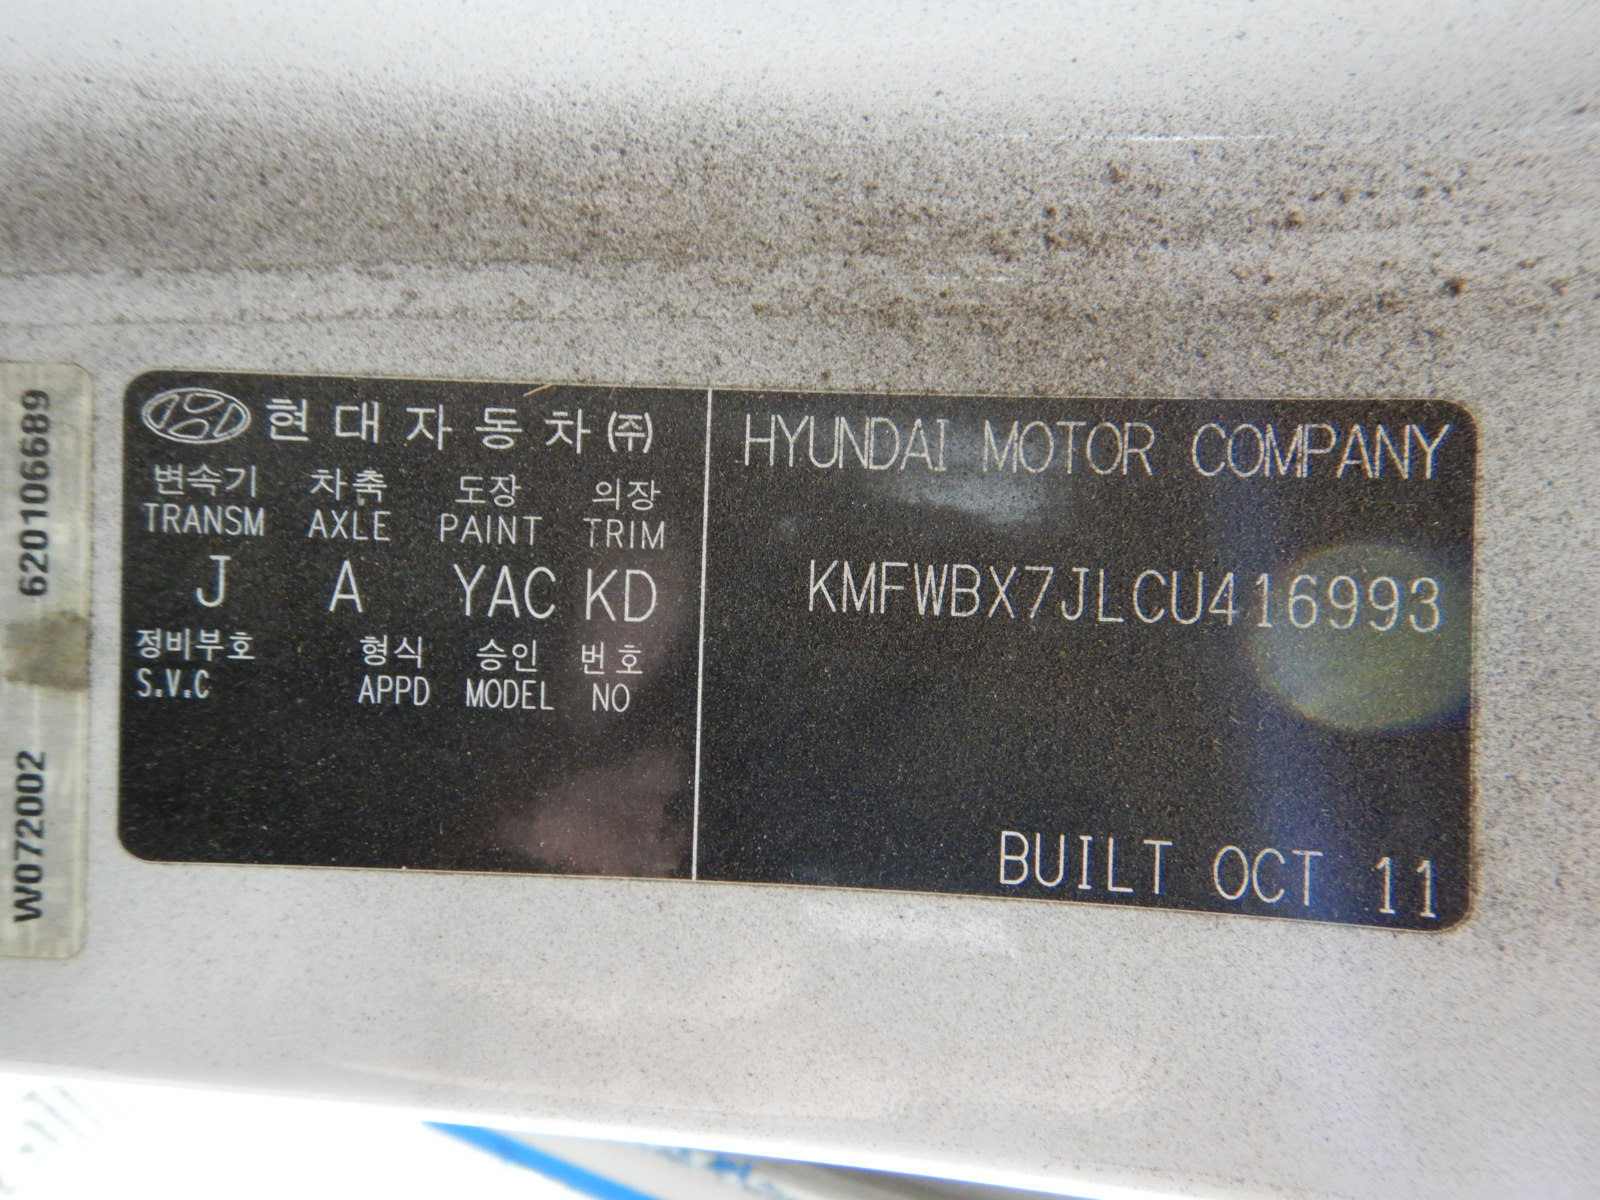 현대자동차㈜
변속기 차축 도장 의장
TRANSM AXLE PAINT TRIM
J A YAC KD
정비부호 형식 승인 번호
S.V.C APPD MODEL NO
HYUNDAI MOTOR COMPANY
KMFWBX7JLCU416993
BUILT OCT 11
W072002 620106689